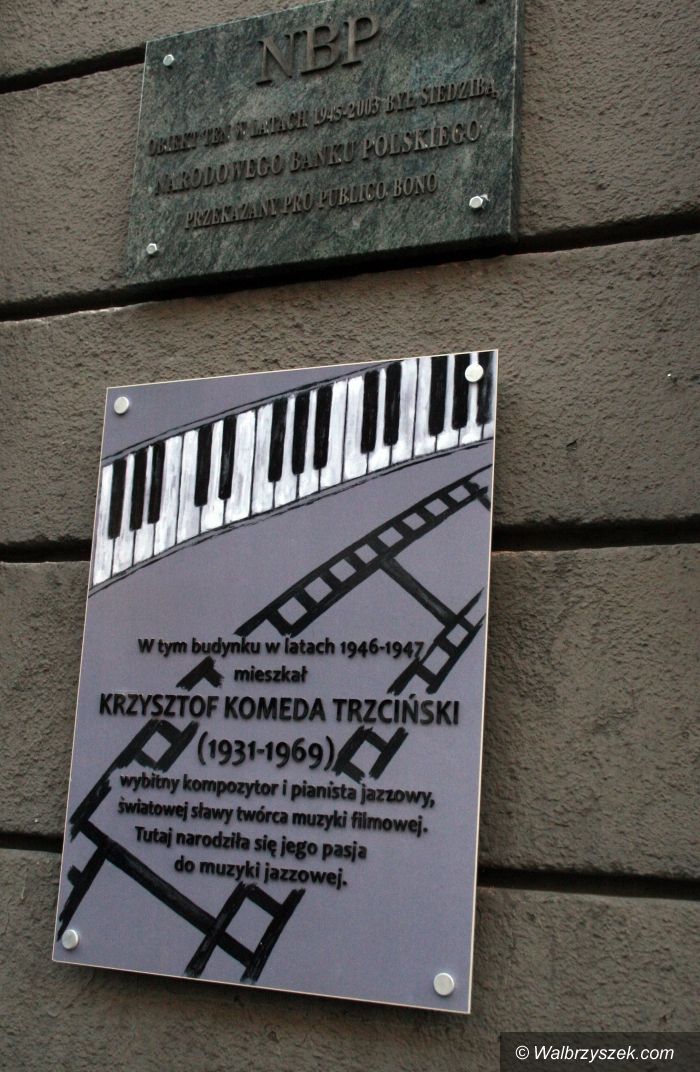 NBP
OBIEKT TEN W LATACH 1945-2003 BYŁ SIEDZIBĄ
NARODOWEGO BANKU POLSKIEGO
PRZEKAZANY PRO PUBLICO BONO
W tym budynku w latach 1946-1947
mieszkał
KRZYSZTOF KOMEDA TRZCIŃSKI
(1931-1969)
wybitny kompozytor i pianista jazzowy,
światowej sławy twórca muzyki filmowej.
Tutaj narodziła się jego pasja
do muzyki jazzowej.
© Walbrzyszek.com